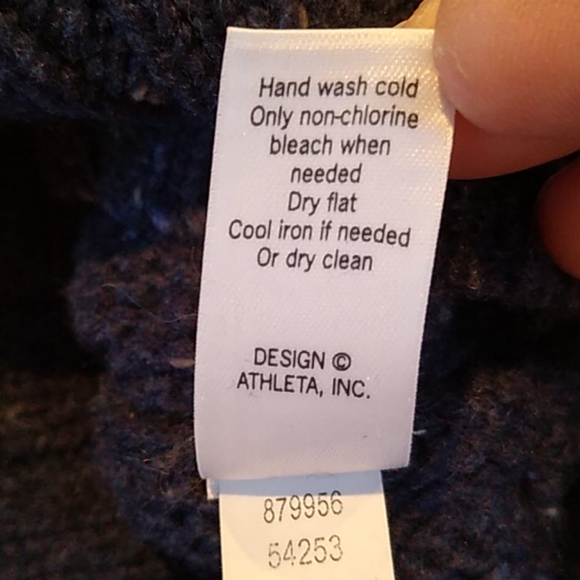 Hand wash cold
Only non-chlorine
bleach when
needed
Dry flat
Cool iron if needed
Or dry clean
DESIGN ©
ATHLETA, INC.
879956
54253